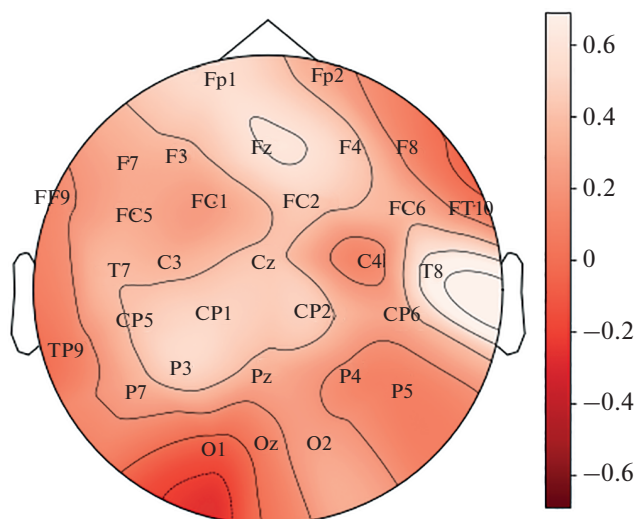 Fp1 Fp2
Fz F4 F8
F7 F3
FF9 FC5 FC1 FC2 FC6 FT10
T7 C3 Cz C4 T8
CP5 CP1 CP2 CP6
TP9 P3 Pz P4
P7 P5
O1 Oz O2
0.6
0.4
0.2
0
−0.2
−0.4
−0.6